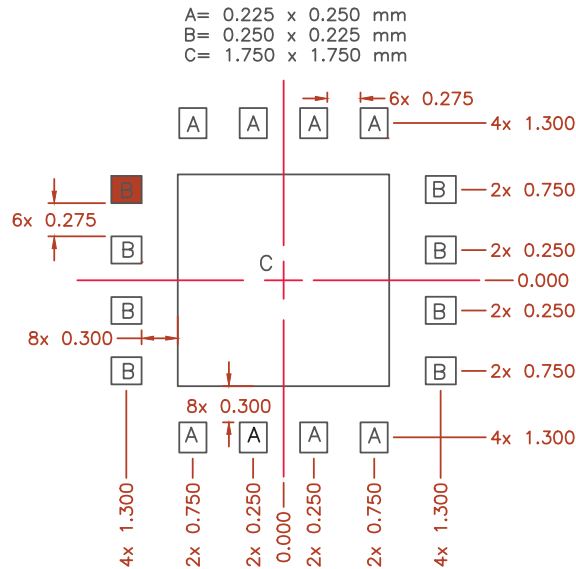 A= 0.225 x 0.250 mm
B= 0.250 x 0.225 mm
C= 1.750 x 1.750 mm
6x 0.275
A A A A
4x 1.300
B
B
2x 0.750
6x 0.275
B
B
2x 0.250
C
0.000
B
B
2x 0.250
8x 0.300
B
B
2x 0.750
8x 0.300
A A A A
4x 1.300
4x 1.300
2x 0.750
2x 0.250
0.000
2x 0.250
2x 0.750
4x 1.300